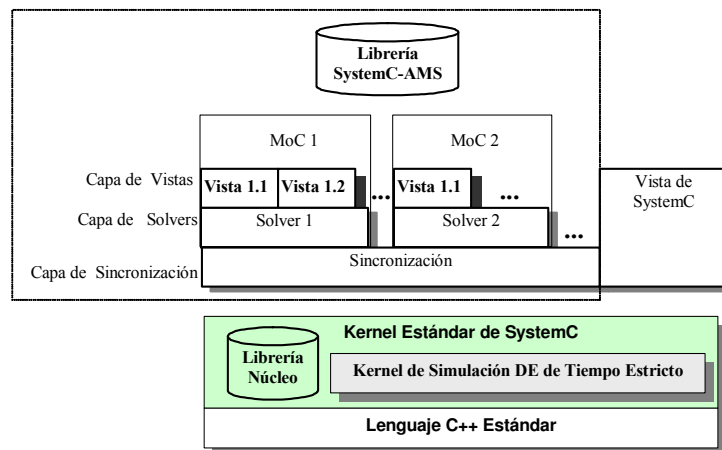 Librería
SystemC-AMS
MoC 1
MoC 2
Capa de Vistas
Vista 1.1
Vista 1.2
...
Vista 1.1
...
Vista de
SystemC
Capa de Solvers
Solver 1
Solver 2
...
Capa de Sincronización
Sincronización
Kernel Estándar de SystemC
Librería
Núcleo
Kernel de Simulación DE de Tiempo Estricto
Lenguaje C++ Estándar